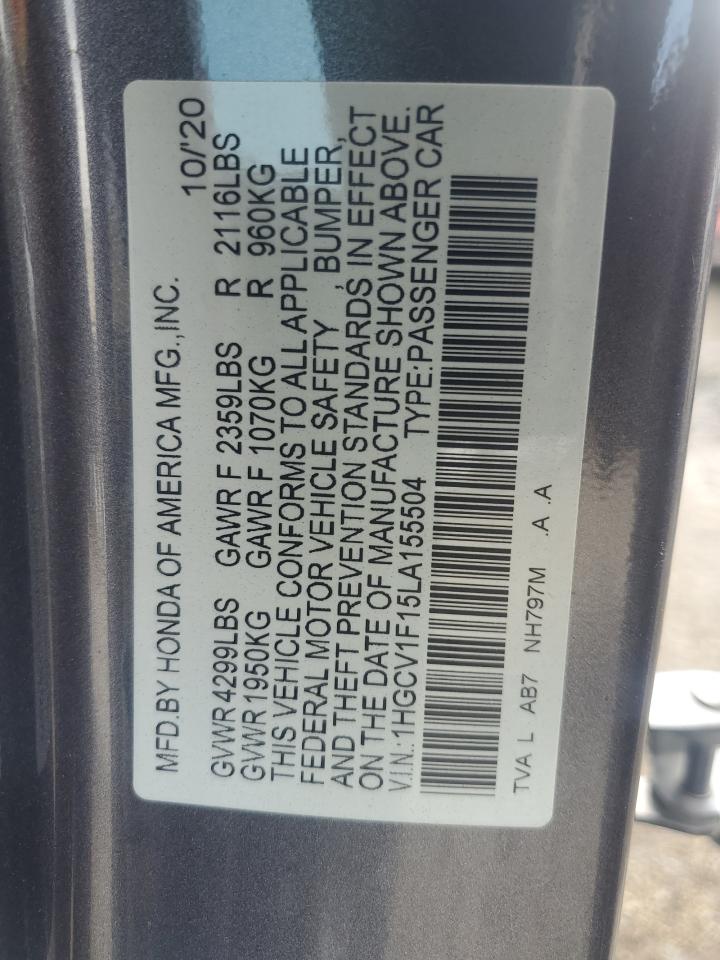 MFD.BY HONDA OF AMERICA MFG.,INC. 10/'20
GVWR 4299LBS GAWR F 2359LBS R 2116LBS
GVWR 1950KG GAWR F 1070KG R 960KG
THIS VEHICLE CONFORMS TO ALL APPLICABLE
FEDERAL MOTOR VEHICLE SAFETY , BUMPER,
AND THEFT PREVENTION STANDARDS IN EFFECT
ON THE DATE OF MANUFACTURE SHOWN ABOVE.
V.I.N.:1HGCV1F15LA155504 TYPE:PASSENGER CAR
TVA L AB7 NH797M .A .A